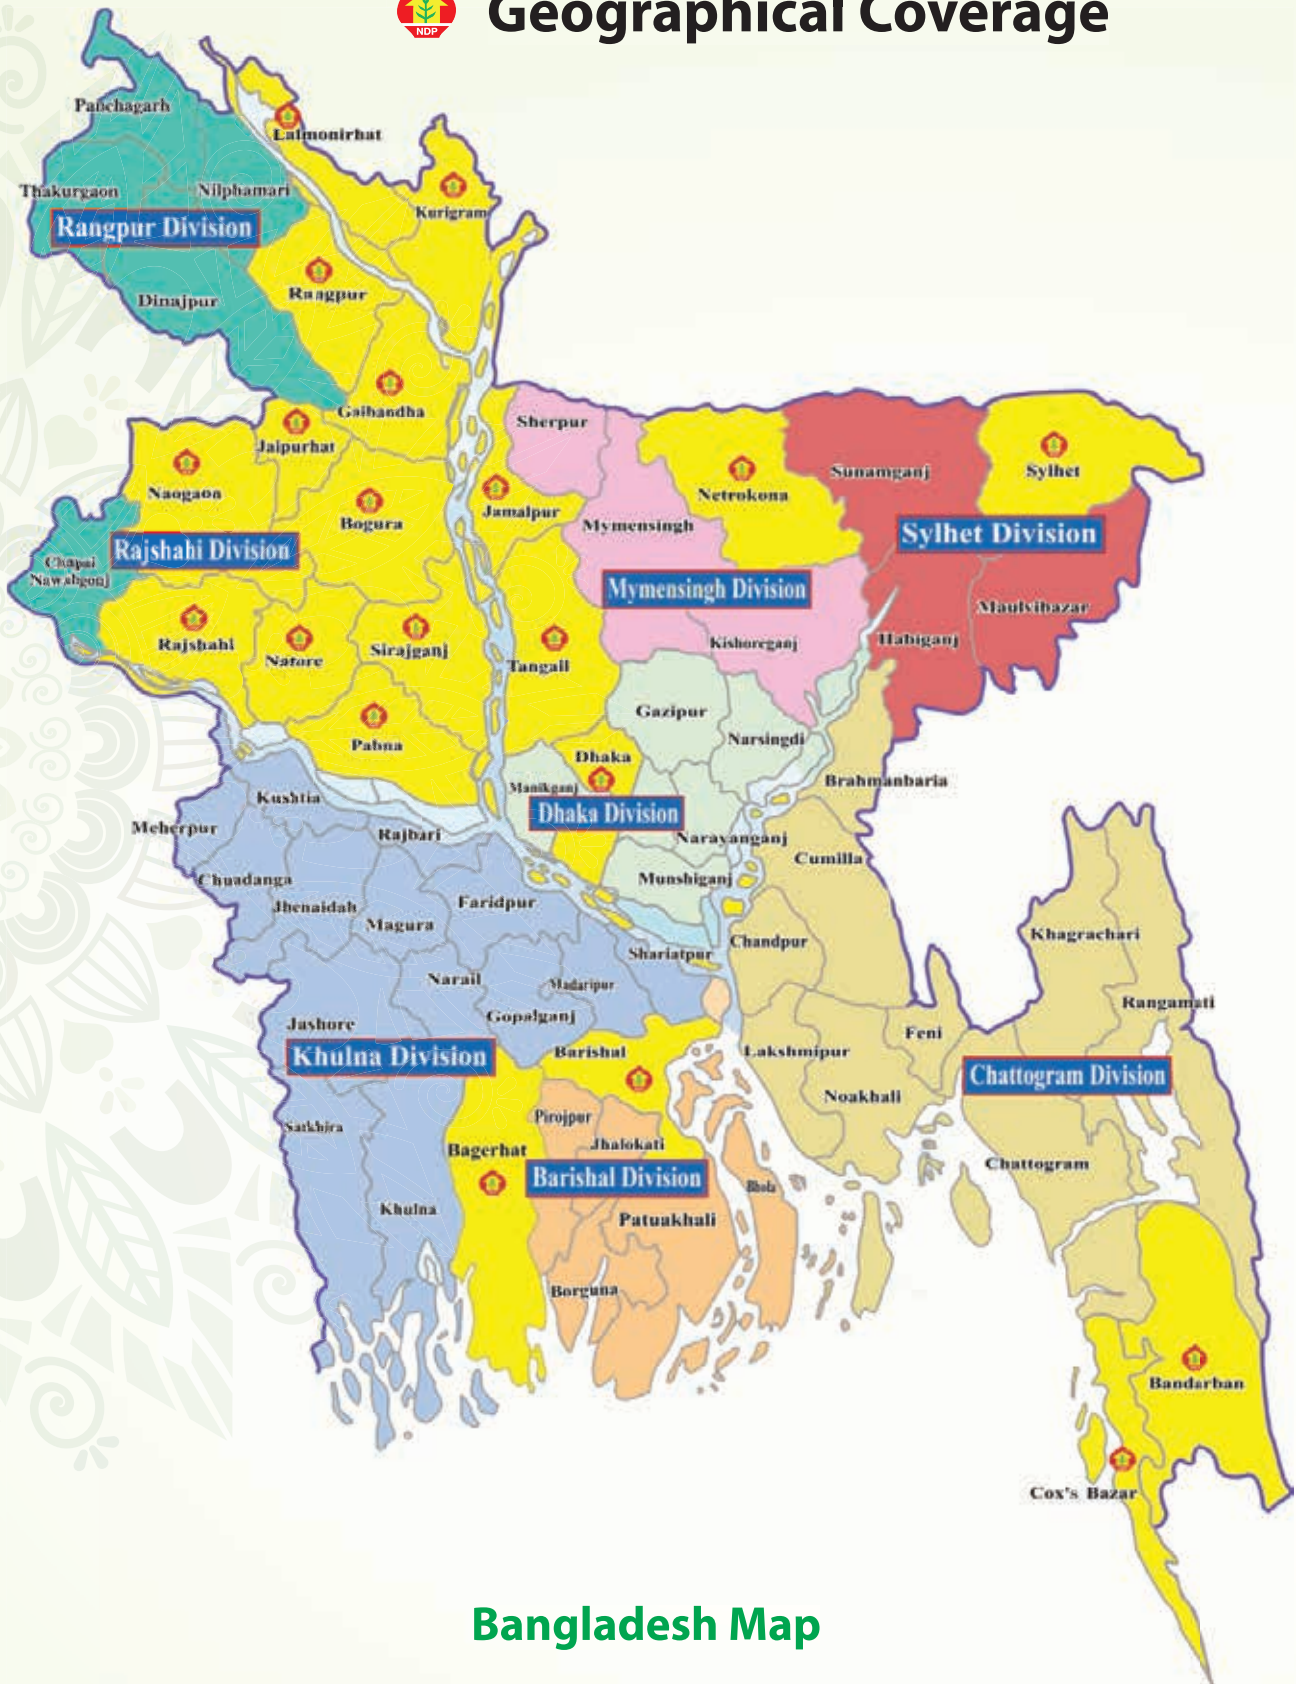 Geographical Coverage
NDP
Panchagarh
Lalmonirhat
Thakurgaon
Nilphamari
Kurigram
Rangpur Division
Dinajpur
Raagpur
Gaibandha
Jaipurhat
Sherpur
Naogaon
Bogura
Jamalpur
Netrokona
Sunamganj
Sylhet
Mymensingh
Sylhet Division
Rajshahi Division
Chapai
Nawabgonj
Mymensingh Division
Maulvibazar
Rajshahi
Natore
Sirajganj
Tangail
Kishoreganj
Habiganj
Gazipur
Narsingdi
Pabna
Dhaka
Manikganj
Brahmanbaria
Kushtia
Dhaka Division
Meherpur
Rajbari
Narayanganj
Cumilla
Chuadanga
Munshiganj
Jhenaidah
Magura
Faridpur
Chandpur
Khagrachari
Shariatpur
Narail
Madaripur
Rangamati
Gopalganj
Jashore
Feni
Khulna Division
Barishal
Lakshmipur
Chattogram Division
Noakhali
Satkhira
Pirojpur
Jhalokati
Bagerhat
Chattogram
Barishal Division
Bhola
Khulna
Patuakhali
Borguna
Bandarban
Cox's Bazar
Bangladesh Map